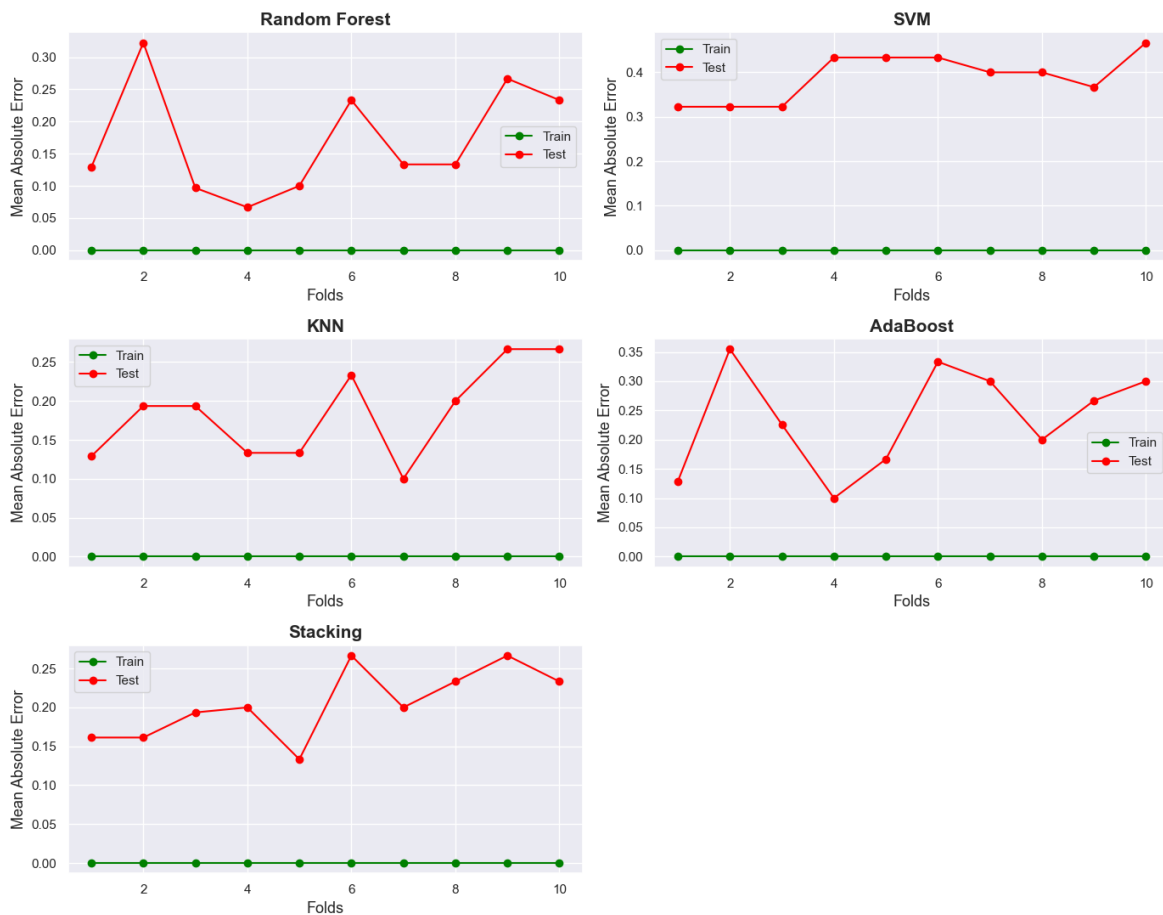 Random Forest
Mean Absolute Error
0.30
0.25
0.20
0.15
0.10
0.05
0.00
Train
Test
2 4 6 8 10
Folds
SVM
Mean Absolute Error
0.4
0.3
0.2
0.1
0.0
Train
Test
2 4 6 8 10
Folds
KNN
Mean Absolute Error
0.25
0.20
0.15
0.10
0.05
0.00
Train
Test
2 4 6 8 10
Folds
AdaBoost
Mean Absolute Error
0.35
0.30
0.25
0.20
0.15
0.10
0.05
0.00
Train
Test
2 4 6 8 10
Folds
Stacking
Mean Absolute Error
0.25
0.20
0.15
0.10
0.05
0.00
Train
Test
2 4 6 8 10
Folds